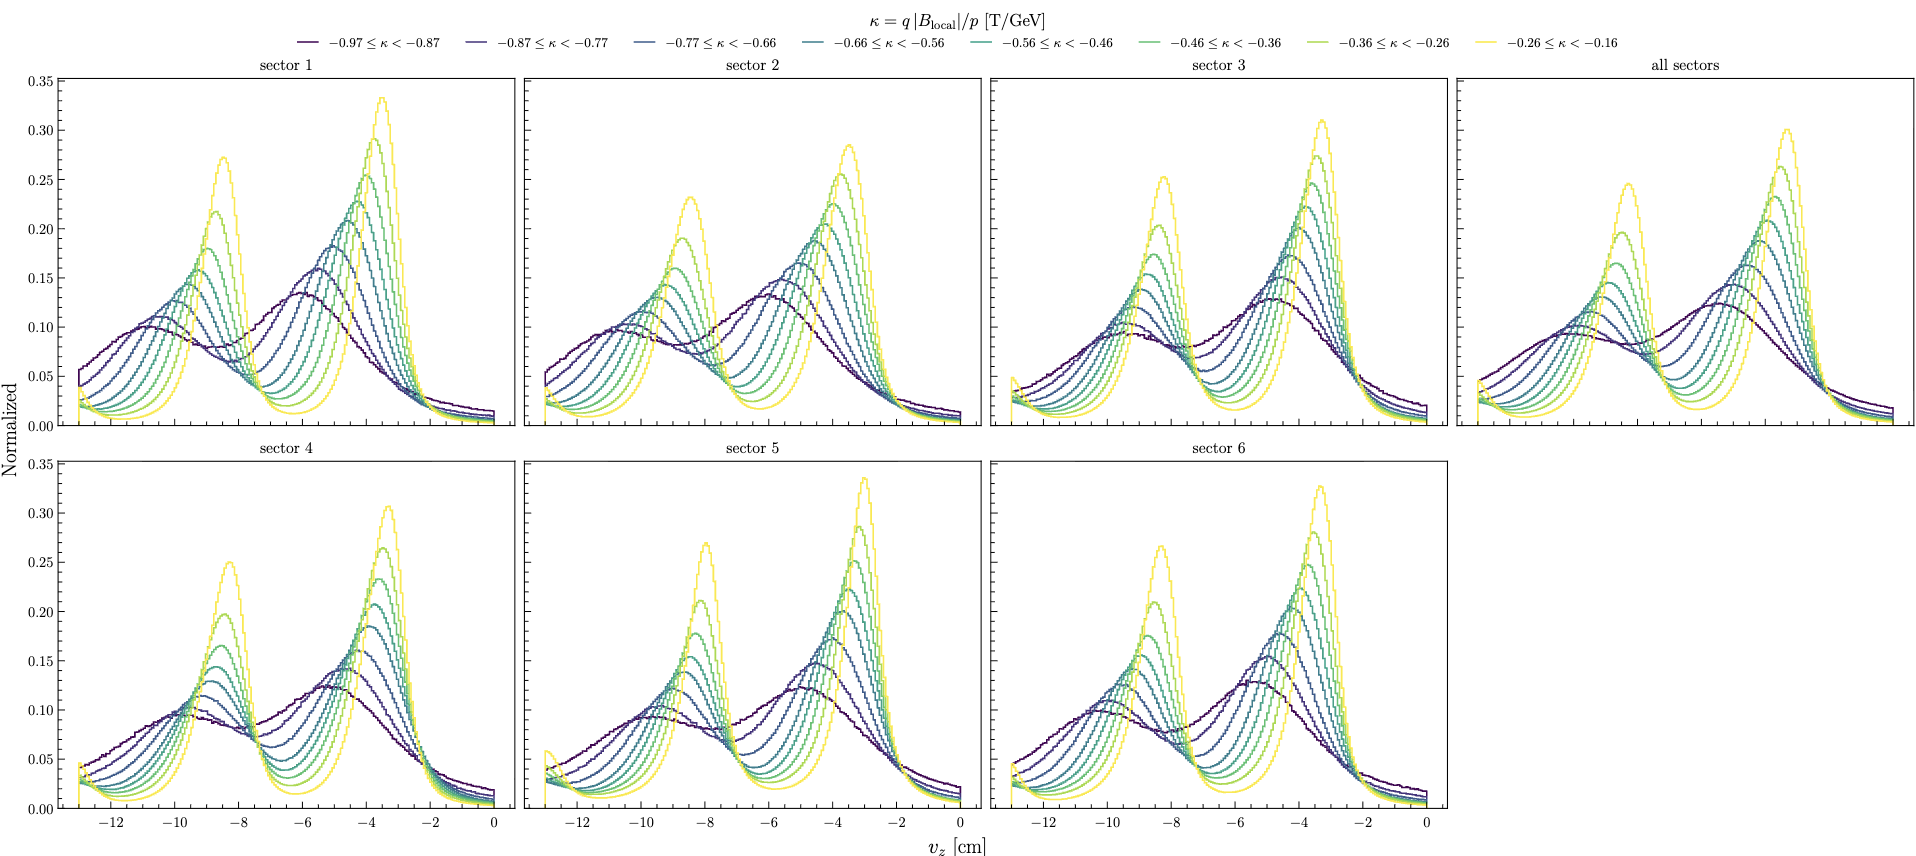 κ = q |B_local|/p [T/GeV]
−0.97 ≤ κ < −0.87 −0.87 ≤ κ < −0.77 −0.77 ≤ κ < −0.66 −0.66 ≤ κ < −0.56 −0.56 ≤ κ < −0.46 −0.46 ≤ κ < −0.36 −0.36 ≤ κ < −0.26 −0.26 ≤ κ < −0.16
sector 1 sector 2 sector 3 all sectors
0.35
0.30
0.25
0.20
0.15
0.10
0.05
0.00
Normalized
sector 4 sector 5 sector 6
0.35
0.30
0.25
0.20
0.15
0.10
0.05
0.00
−12 −10 −8 −6 −4 −2 0 −12 −10 −8 −6 −4 −2 0 −12 −10 −8 −6 −4 −2 0
v_z [cm]